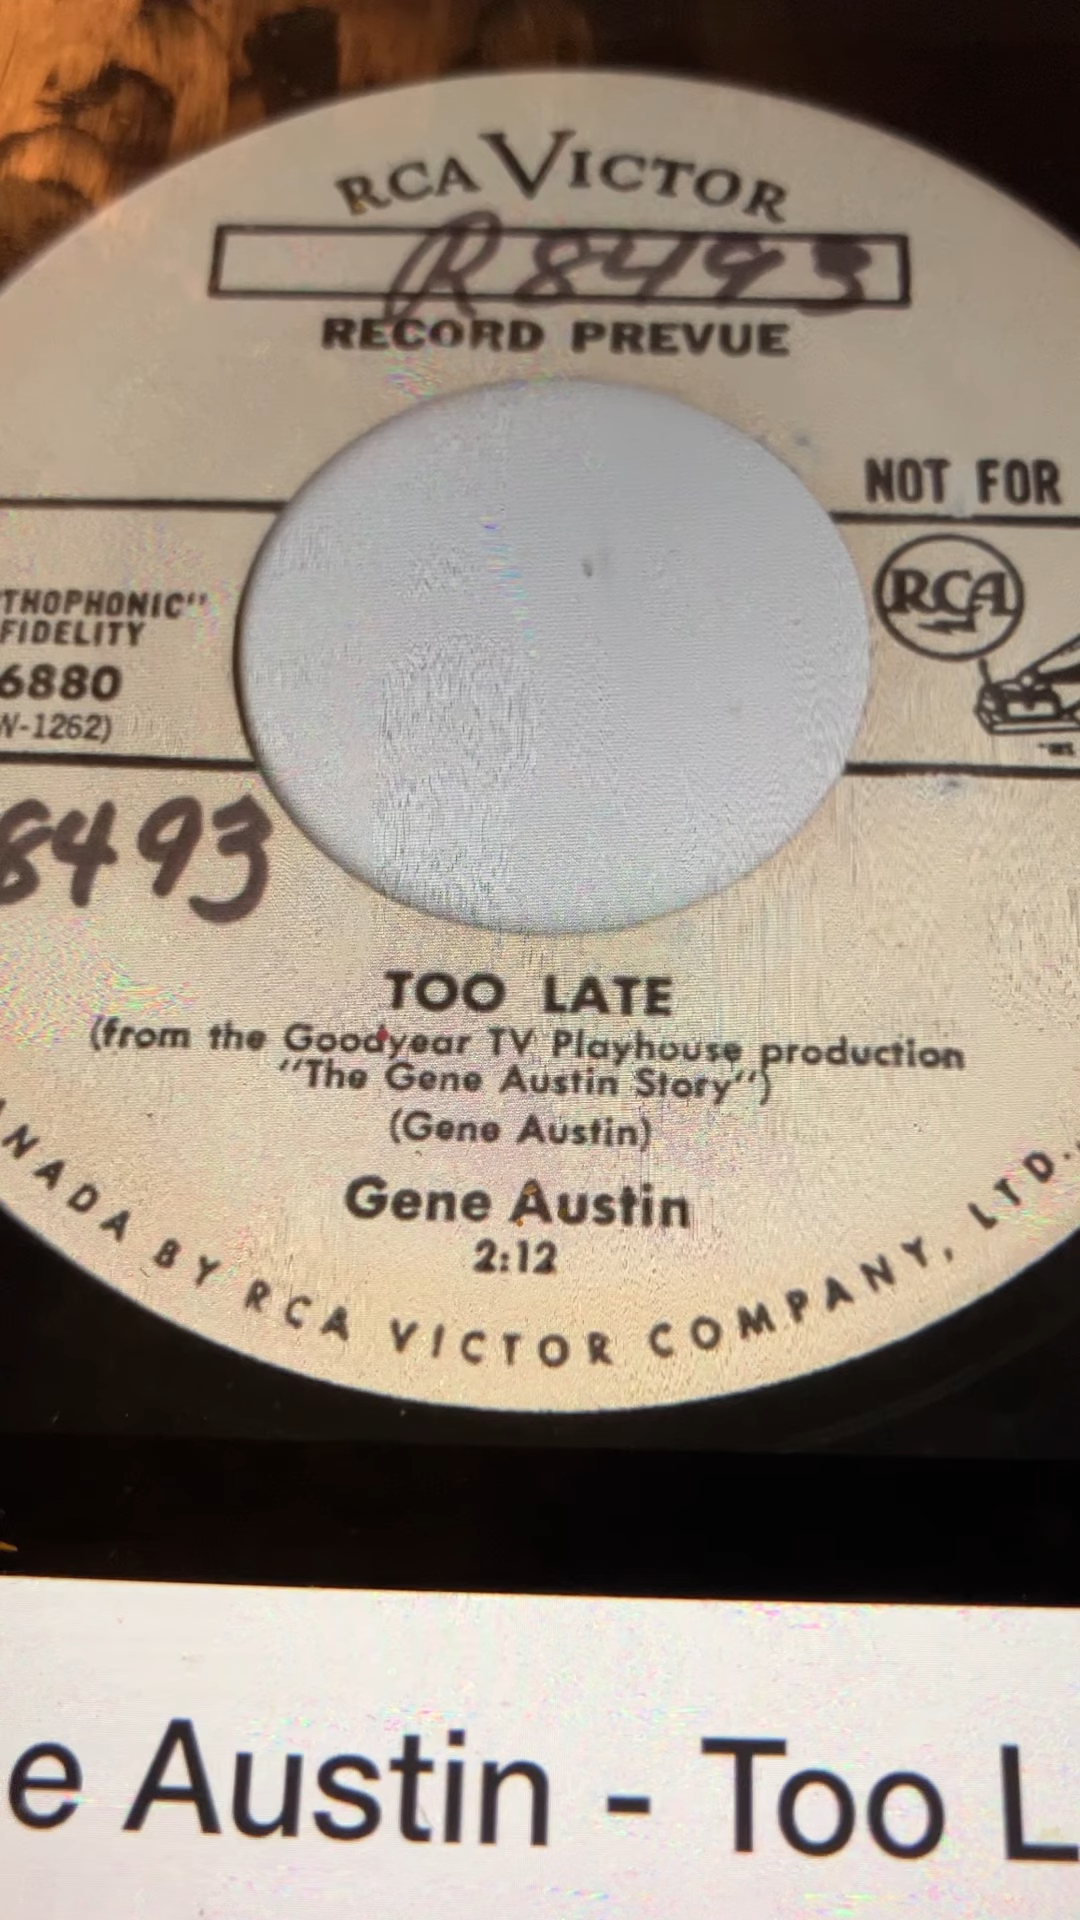 RCA VICTOR
R8493
RECORD PREVUE
NOT FOR
THOPHONIC"
FIDELITY
6880
W-1262)
RCA
8493
TOO LATE
(from the Goodyear TV Playhouse production
"The Gene Austin Story")
(Gene Austin)
Gene Austin
2:12
NADA BY RCA VICTOR COMPANY, LTD.
e Austin - Too L